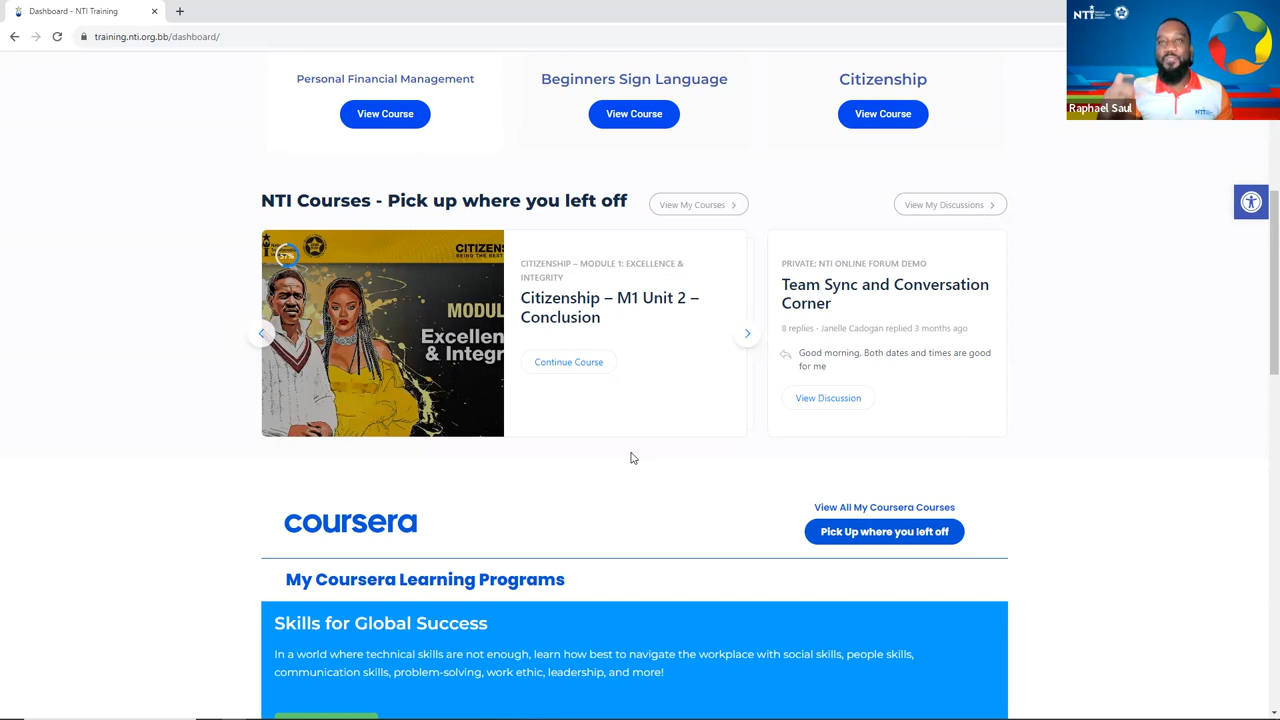 Dashboard - NTI Training
training.nti.org.bb/dashboard/
NTI
Raphael Saul
Personal Financial Management
View Course
Beginners Sign Language
View Course
Citizenship
View Course
NTI Courses - Pick up where you left off
View My Courses
View My Discussions
57%
CITIZENS
MODUL
Excellen
& Integr
CITIZENSHIP – MODULE 1: EXCELLENCE &
INTEGRITY
Citizenship – M1 Unit 2 –
Conclusion
Continue Course
PRIVATE: NTI ONLINE FORUM DEMO
Team Sync and Conversation
Corner
8 replies · Janelle Cadogan replied 3 months ago
Good morning. Both dates and times are good
for me
View Discussion
coursera
View All My Coursera Courses
Pick Up where you left off
My Coursera Learning Programs
Skills for Global Success
In a world where technical skills are not enough, learn how best to navigate the workplace with social skills, people skills,
communication skills, problem-solving, work ethic, leadership, and more!